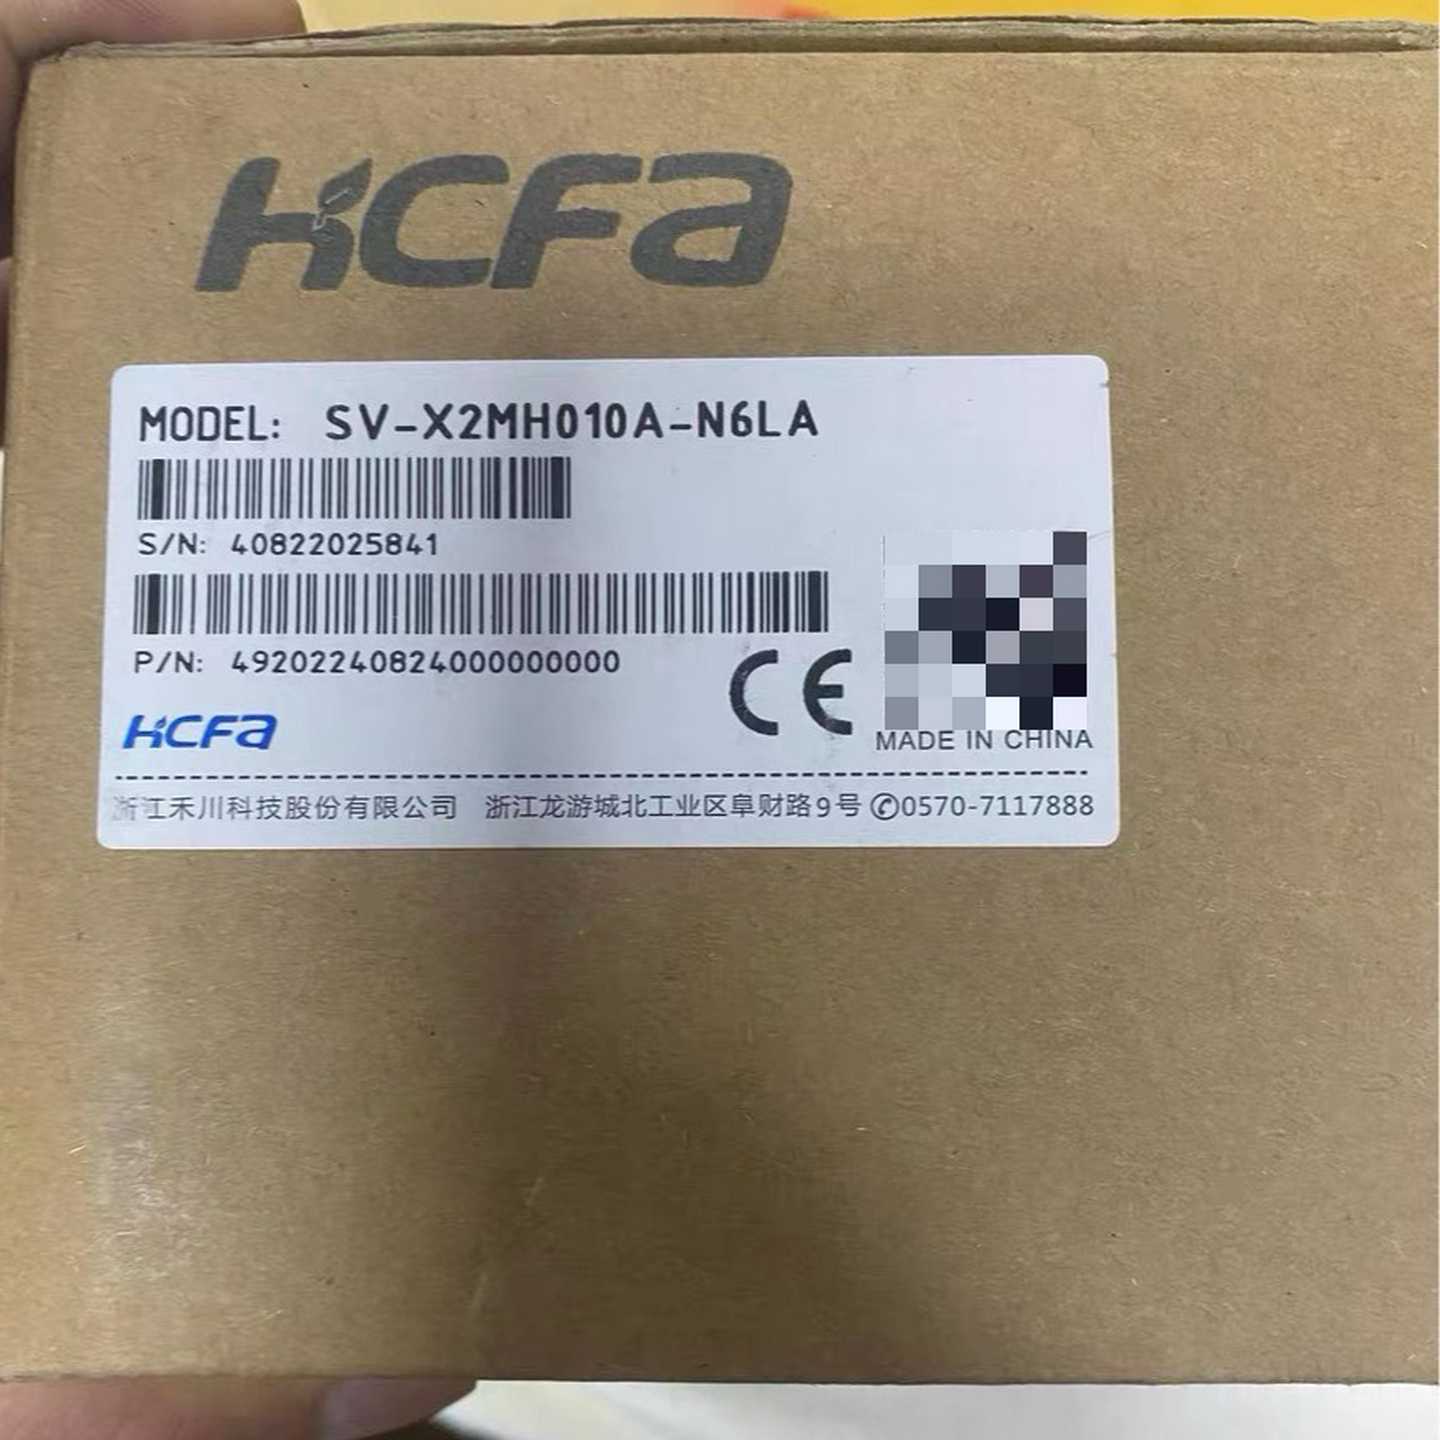 HCFA
MODEL: SV-X2MH010A-N6LA
S/N: 40822025841
P/N: 49202240824000000000
CE
HCFA
MADE IN CHINA
浙江禾川科技股份有限公司 浙江龙游城北工业区阜财路9号 ✆0570-7117888